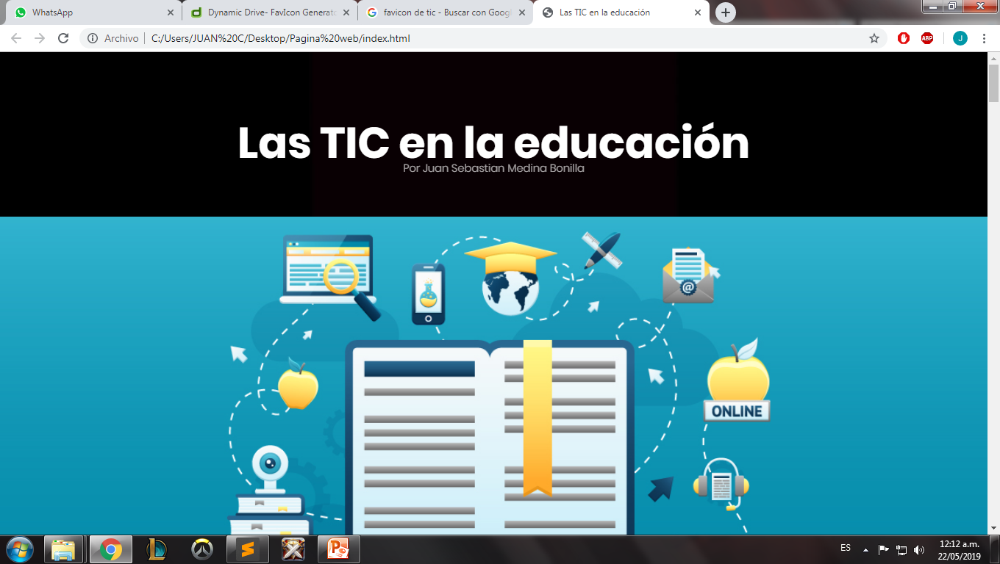 WhatsApp
Dynamic Drive- FavIcon Generato
favicon de tic - Buscar con Googl
Las TIC en la educación
Archivo
C:/Users/JUAN%20C/Desktop/Pagina%20web/index.html
ABP
J
Las TIC en la educación
Por Juan Sebastian Medina Bonilla
@
ONLINE
ES
12:12 a.m.
22/05/2019